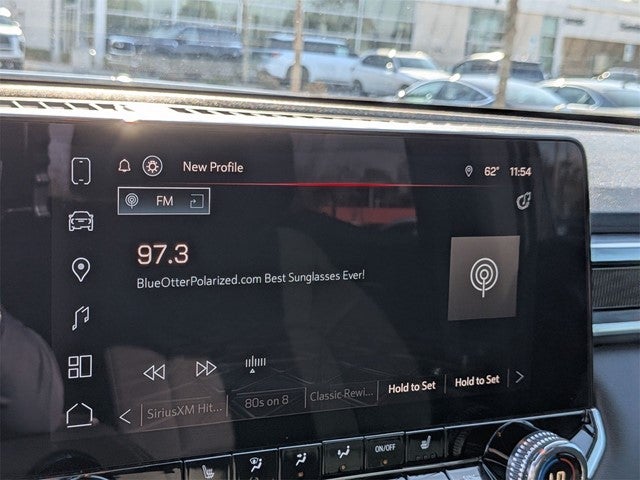 New Profile
62° 11:54
FM
97.3
BlueOtterPolarized.com Best Sunglasses Ever!
SiriusXM Hit... 80s on 8 Classic Rewi... Hold to Set Hold to Set
ON/OFF
SYNC